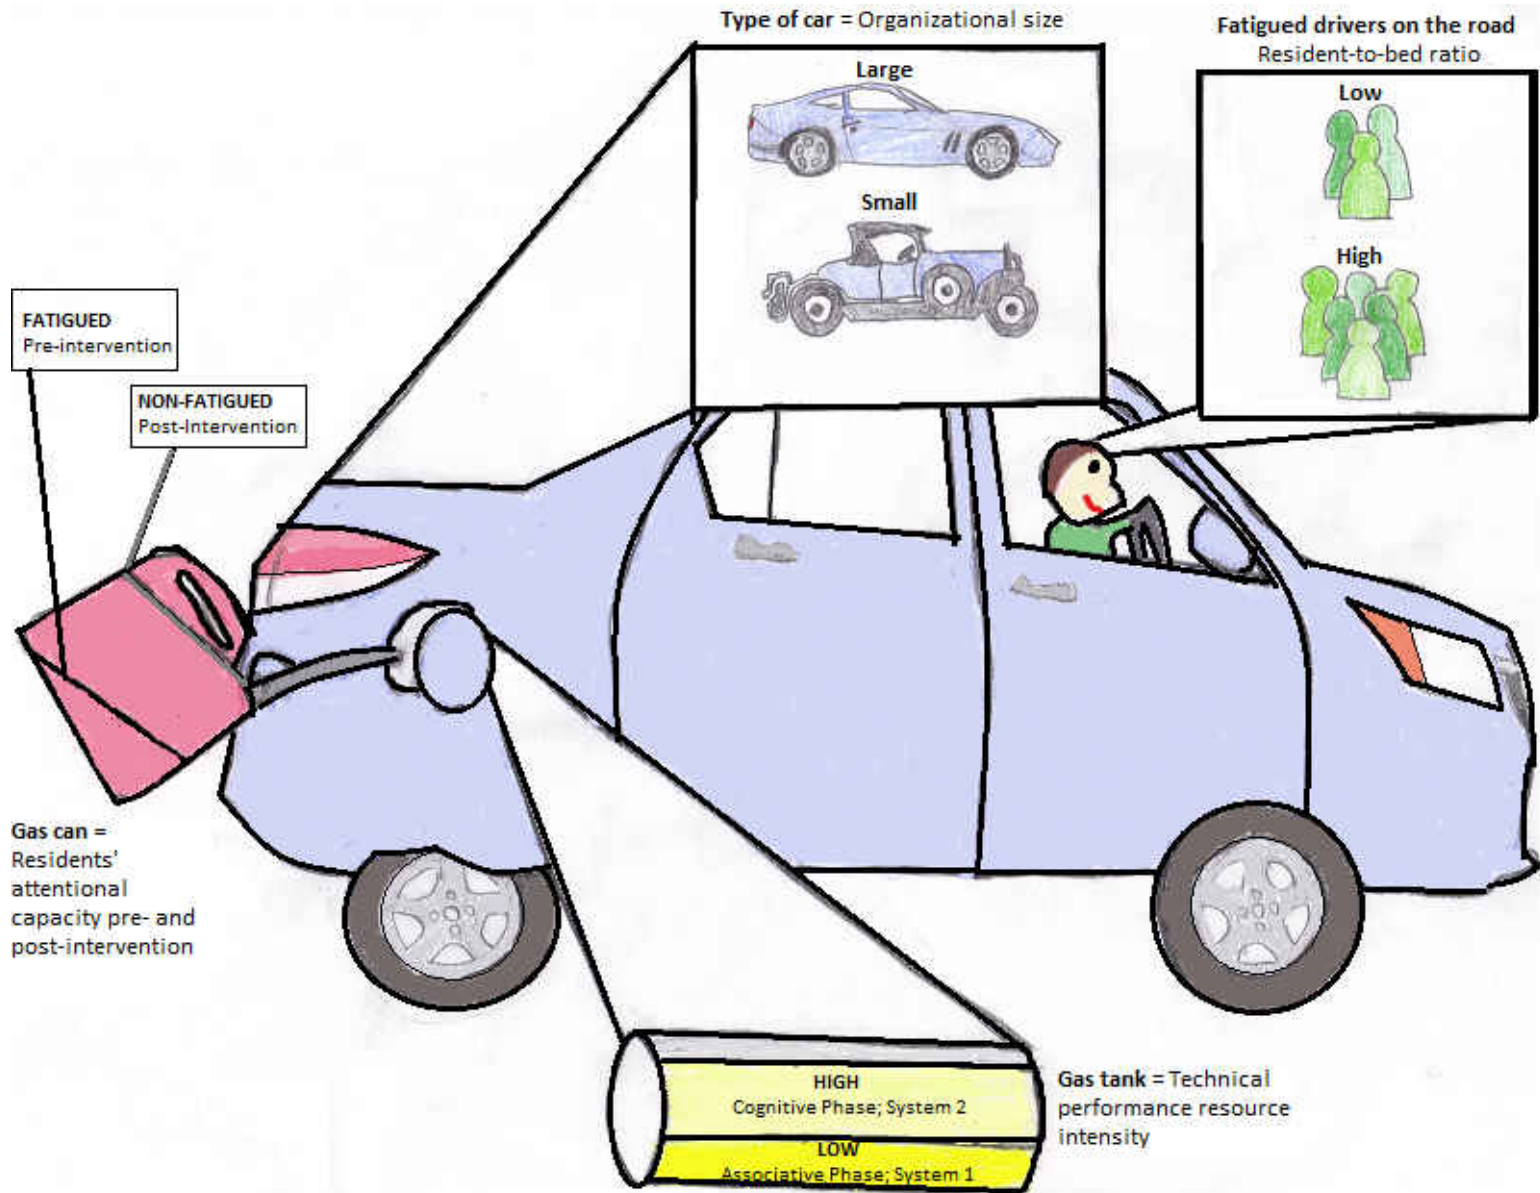 Type of car = Organizational size
Large
Small
Fatigued drivers on the road
Resident-to-bed ratio
Low
High
FATIGUED
Pre-intervention
NON-FATIGUED
Post-Intervention
Gas can =
Residents'
attentional
capacity pre- and
post-intervention
HIGH
Cognitive Phase; System 2
LOW
Associative Phase; System 1
Gas tank = Technical
performance resource
intensity